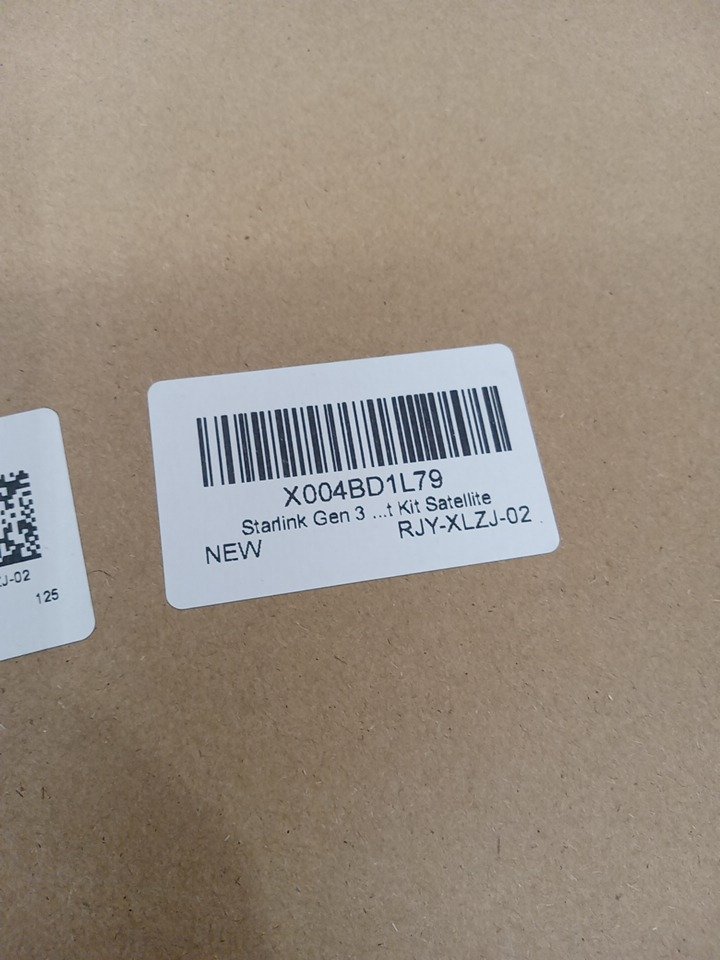 X004BD1L79
Starlink Gen 3 ...t Kit Satellite
NEW
RJY-XLZJ-02
J-02
125